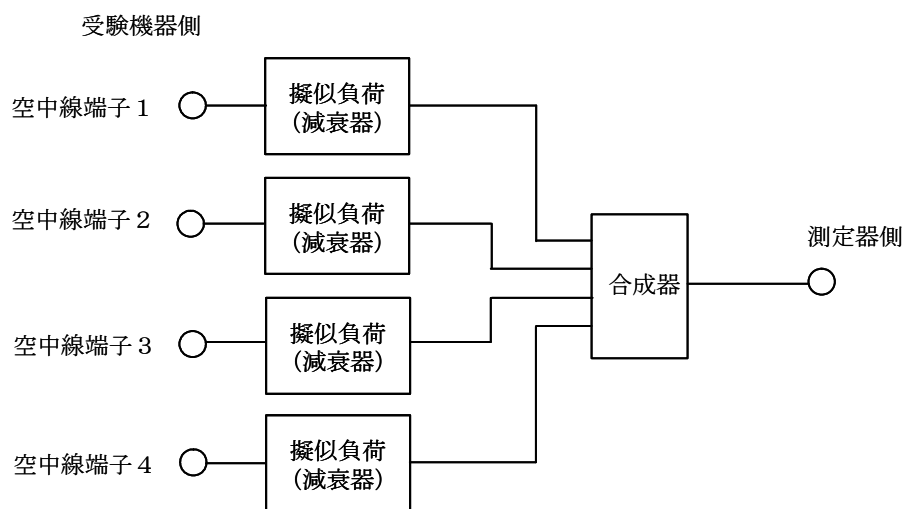 受験機器側
空中線端子1
擬似負荷
(減衰器)
空中線端子2
擬似負荷
(減衰器)
測定器側
合成器
空中線端子3
擬似負荷
(減衰器)
空中線端子4
擬似負荷
(減衰器)